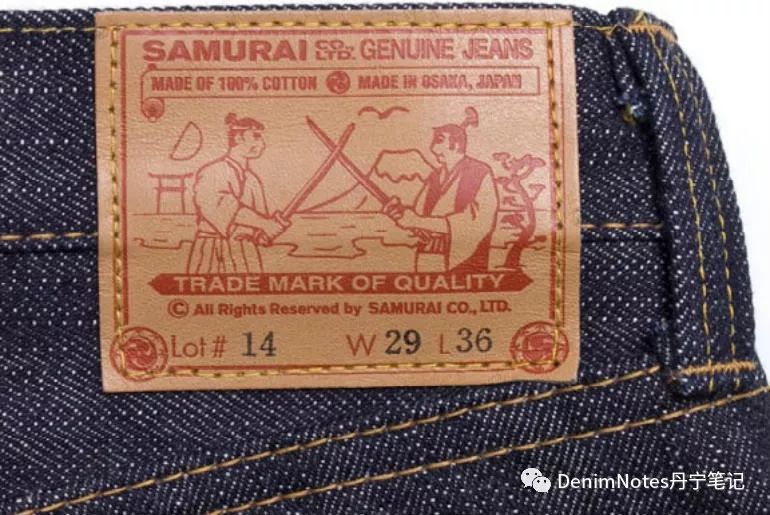 SAMURAI CO., LTD. GENUINE JEANS
MADE OF 100% COTTON MADE IN OSAKA, JAPAN
TRADE MARK OF QUALITY
© All Rights Reserved by SAMURAI CO., LTD.
Lot # 14 W 29 L 36
DenimNotes丹宁笔记